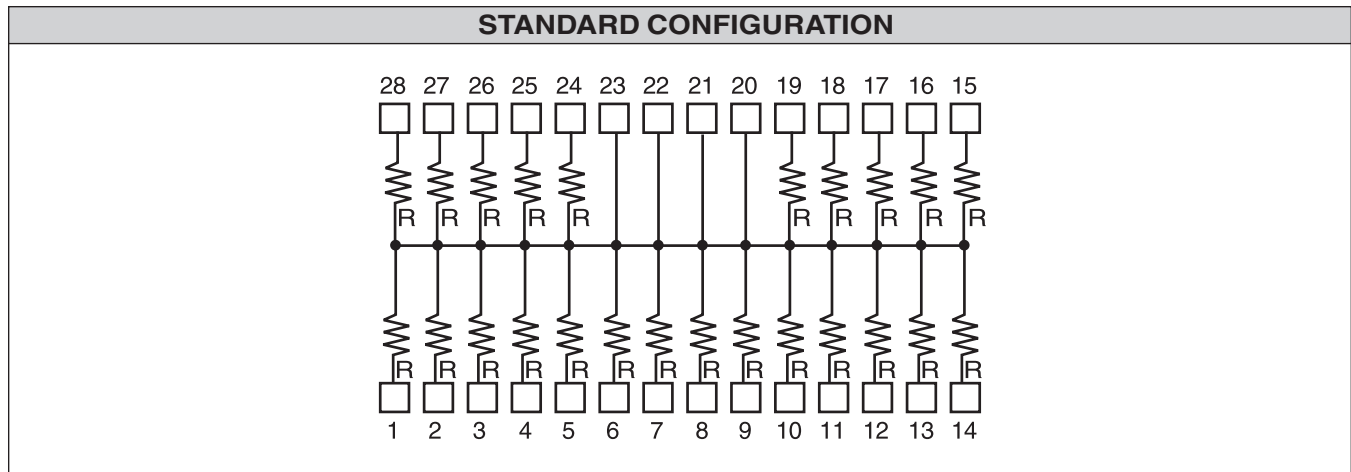 STANDARD CONFIGURATION
28 27 26 25 24 23 22 21 20 19 18 17 16 15
R R R R R R R R R R
R R R R R R R R R R R R R R
1 2 3 4 5 6 7 8 9 10 11 12 13 14